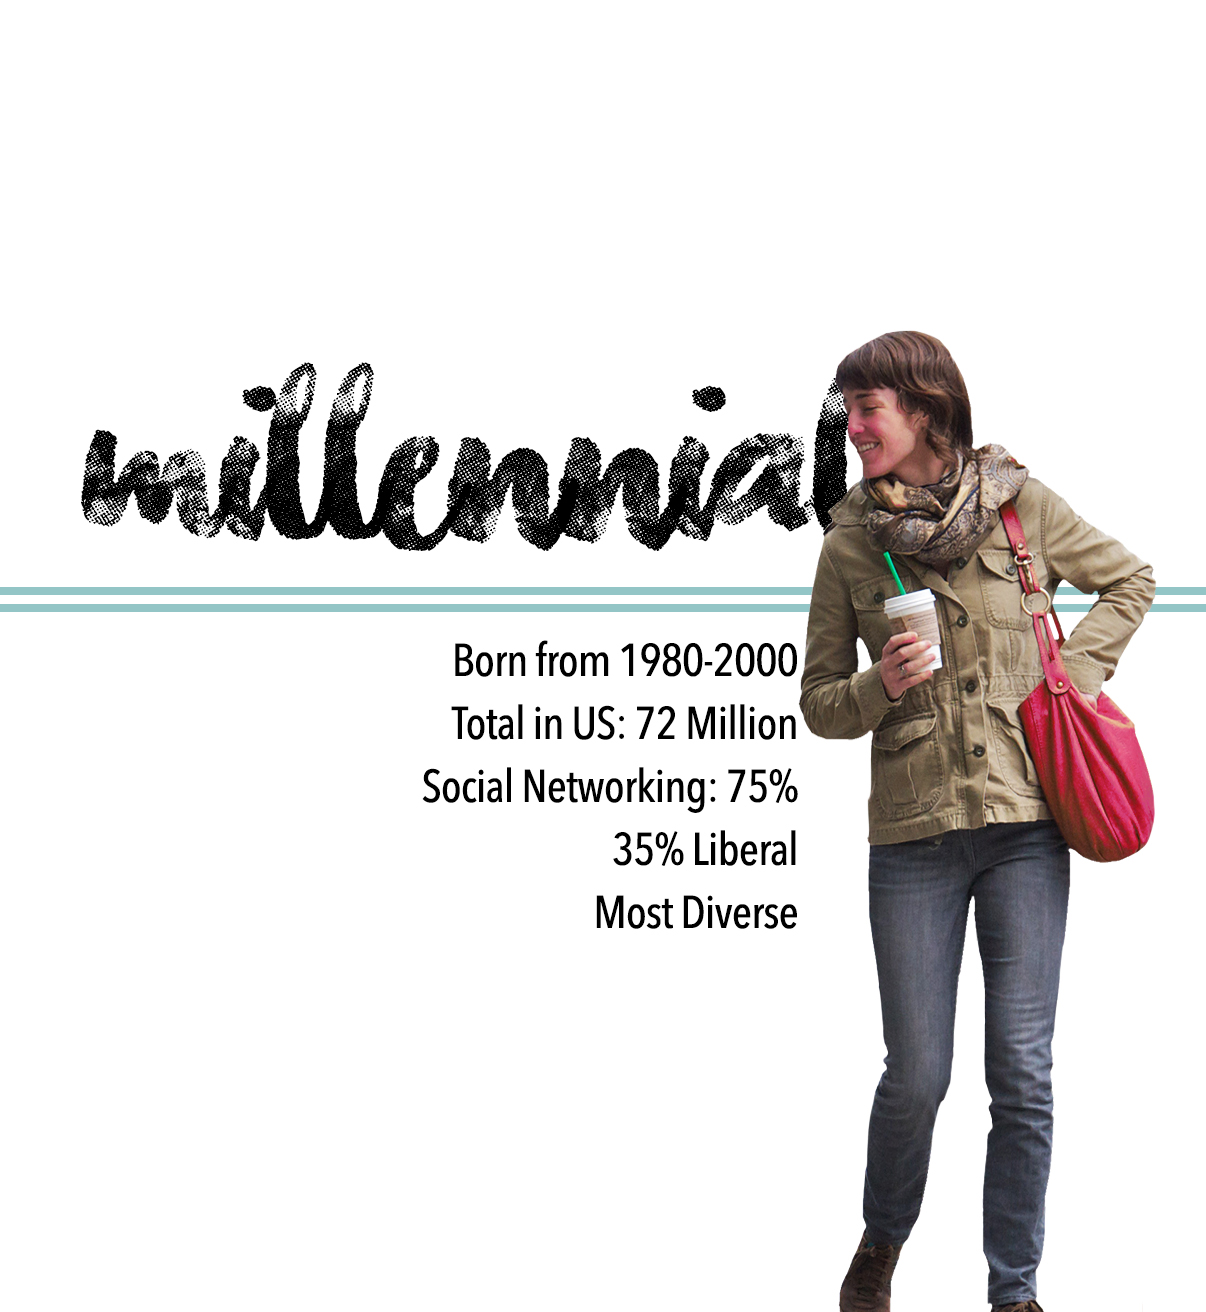 millennial
Born from 1980-2000
Total in US: 72 Million
Social Networking: 75%
35% Liberal
Most Diverse